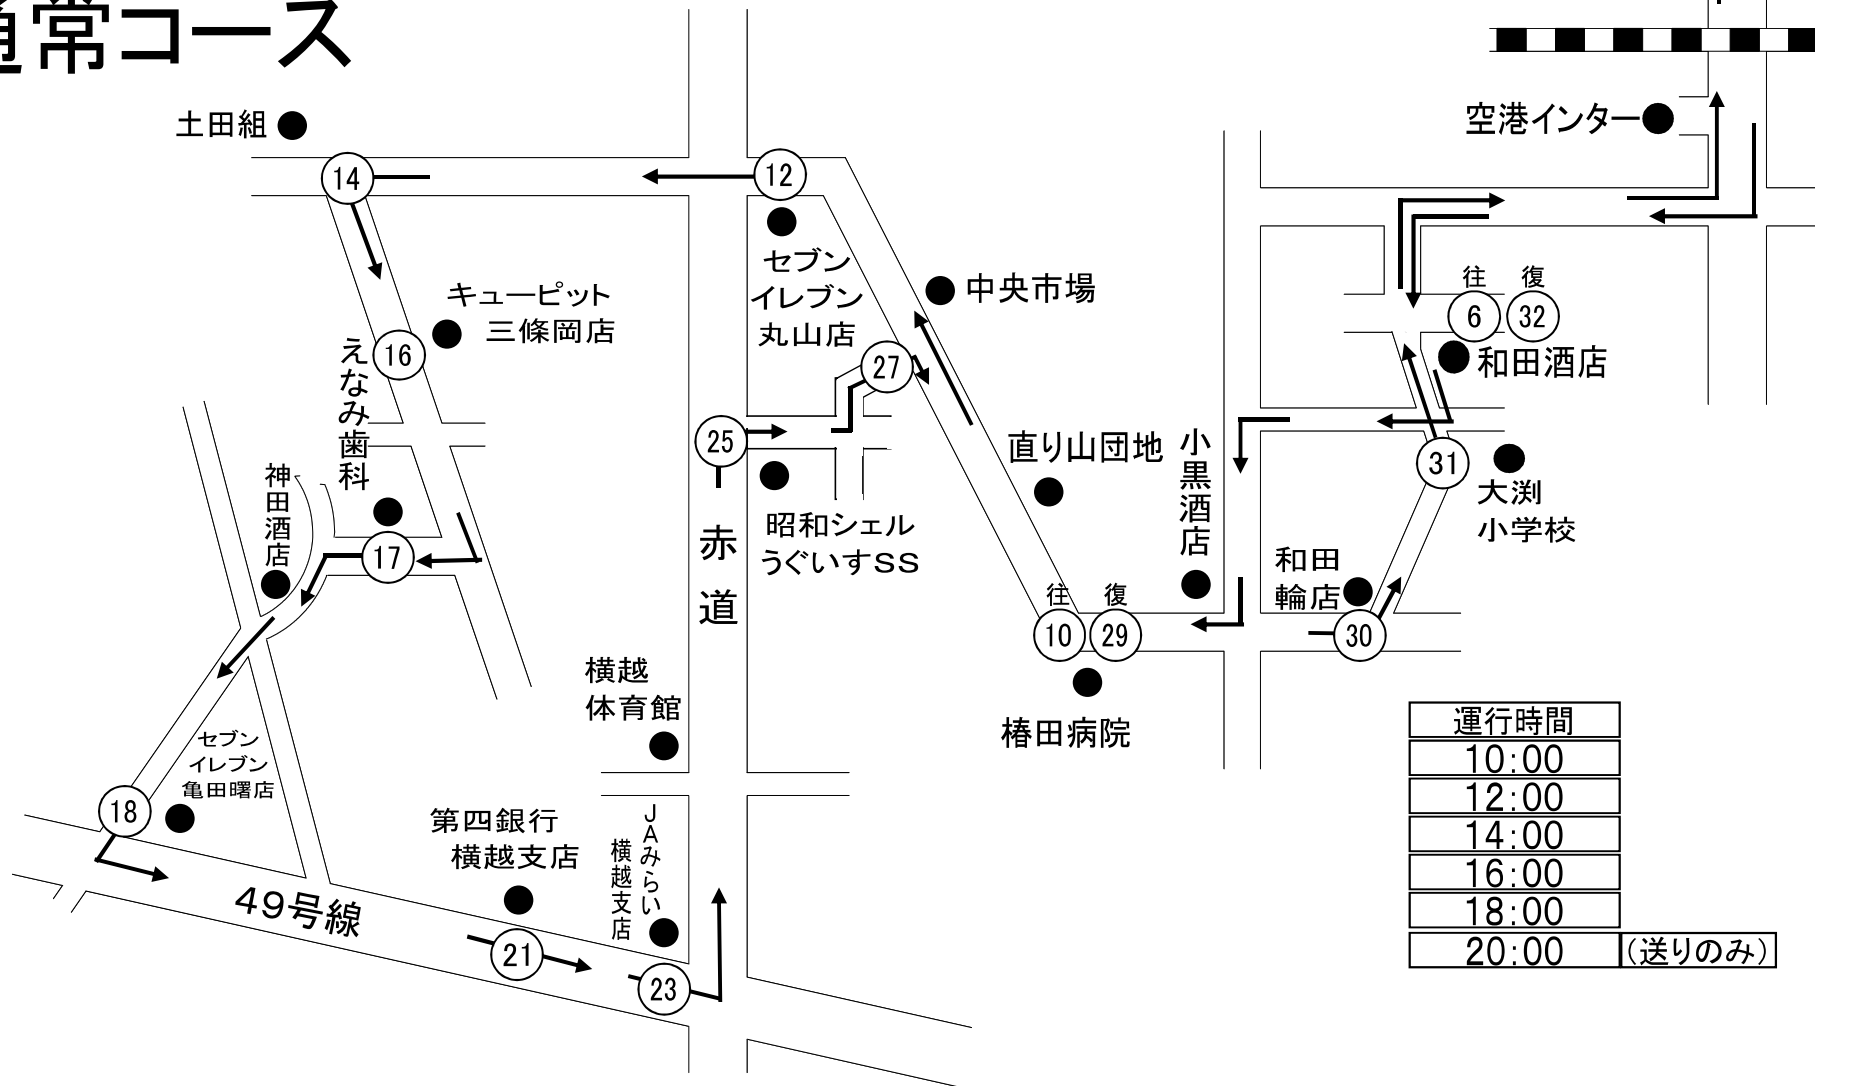 通常コース
土田組
14
12
空港インター
セブン
イレブン
丸山店
中央市場
往
復
6
32
和田酒店
キューピット
三條岡店
16
えなみ歯科
27
25
昭和シェル
うぐいすSS
直り山団地
小黒酒店
31
大渕
小学校
神田酒店
17
赤道
往
復
10
29
椿田病院
和田
輪店
30
横越
体育館
セブン
イレブン
亀田曙店
18
49号線
第四銀行
横越支店
21
JAみらい
横越支店
23
運行時間
10:00
12:00
14:00
16:00
18:00
20:00
(送りのみ)